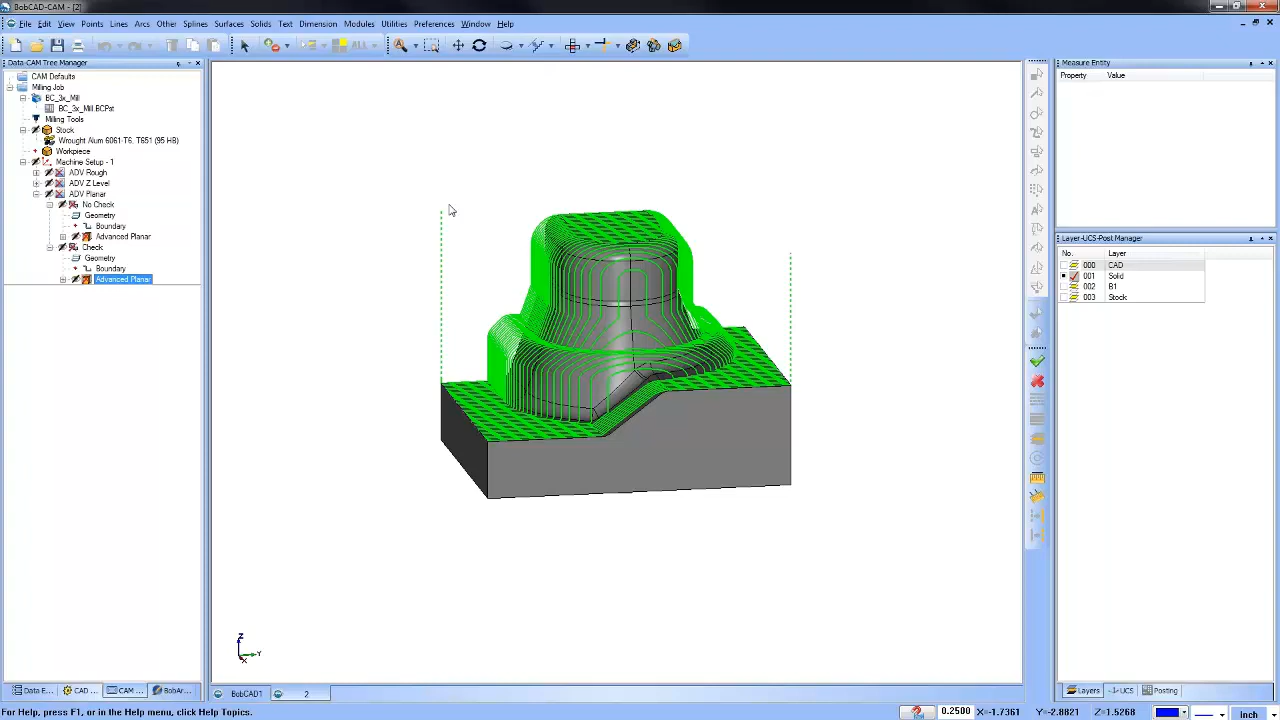 BobCAD-CAM - [2]
File Edit View Points Lines Arcs Other Splines Surfaces Solids Text Dimension Modules Utilities Preferences Window Help
ALL
Data-CAM Tree Manager
CAM Defaults
Milling Job
BC_3x_Mill
BC_3x_Mill.BCPst
Milling Tools
Stock
Wrought Alum 6061-T6, T651 (95 HB)
Workpiece
Machine Setup - 1
ADV Rough
ADV Z Level
ADV Planar
No Check
Geometry
Boundary
Advanced Planar
Check
Geometry
Boundary
Advanced Planar
Measure Entity
Property Value
Layer-UCS-Post Manager
No. Layer
000 CAD
001 Solid
002 B1
003 Stock
Z
Y
X
Data E... CAD ... CAM ... BobAr...
BobCAD1 2
Layers UCS Posting
For Help, press F1, or in the Help menu, click Help Topics.
0.2500 X=-1.7361 Y=-2.8821 Z=1.5268 Inch